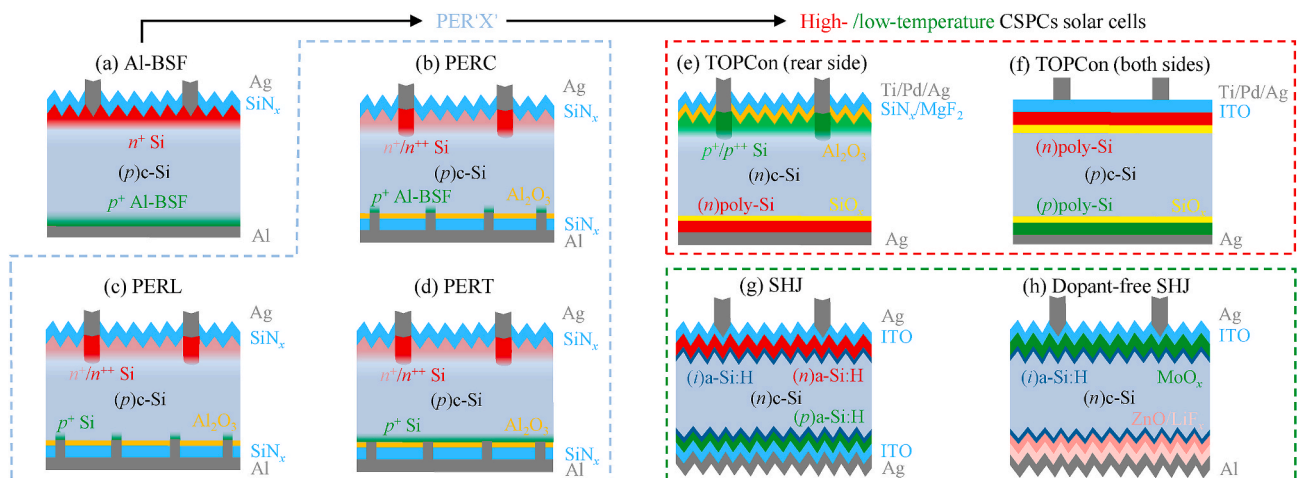 PER'X'
High- /low-temperature CSPCs solar cells
(a) Al-BSF
Ag
SiNₓ
n⁺ Si
(p)c-Si
p⁺ Al-BSF
Al
(b) PERC
Ag
SiNₓ
n⁺/n⁺⁺ Si
(p)c-Si
p⁺ Al-BSF
Al₂O₃
SiNₓ
Al
(c) PERL
Ag
SiNₓ
n⁺/n⁺⁺ Si
(p)c-Si
p⁺ Si
Al₂O₃
SiNₓ
(d) PERT
Ag
SiNₓ
n⁺/n⁺⁺ Si
(p)c-Si
p⁺ Si
Al₂O₃
SiNₓ
Al
(e) TOPCon (rear side)
Ti/Pd/Ag
SiNₓ/MgF₂
p⁺/p⁺⁺ Si
Al₂O₃
(n)c-Si
(n)poly-Si
SiOₓ
Ag
(f) TOPCon (both sides)
Ti/Pd/Ag
ITO
(n)poly-Si
(p)c-Si
(p)poly-Si
SiOₓ
Ag
(g) SHJ
Ag
ITO
(i)a-Si:H
(n)a-Si:H
(n)c-Si
(p)a-Si:H
ITO
Ag
(h) Dopant-free SHJ
Ag
ITO
(i)a-Si:H
MoOₓ
(n)c-Si
ZnO
Al